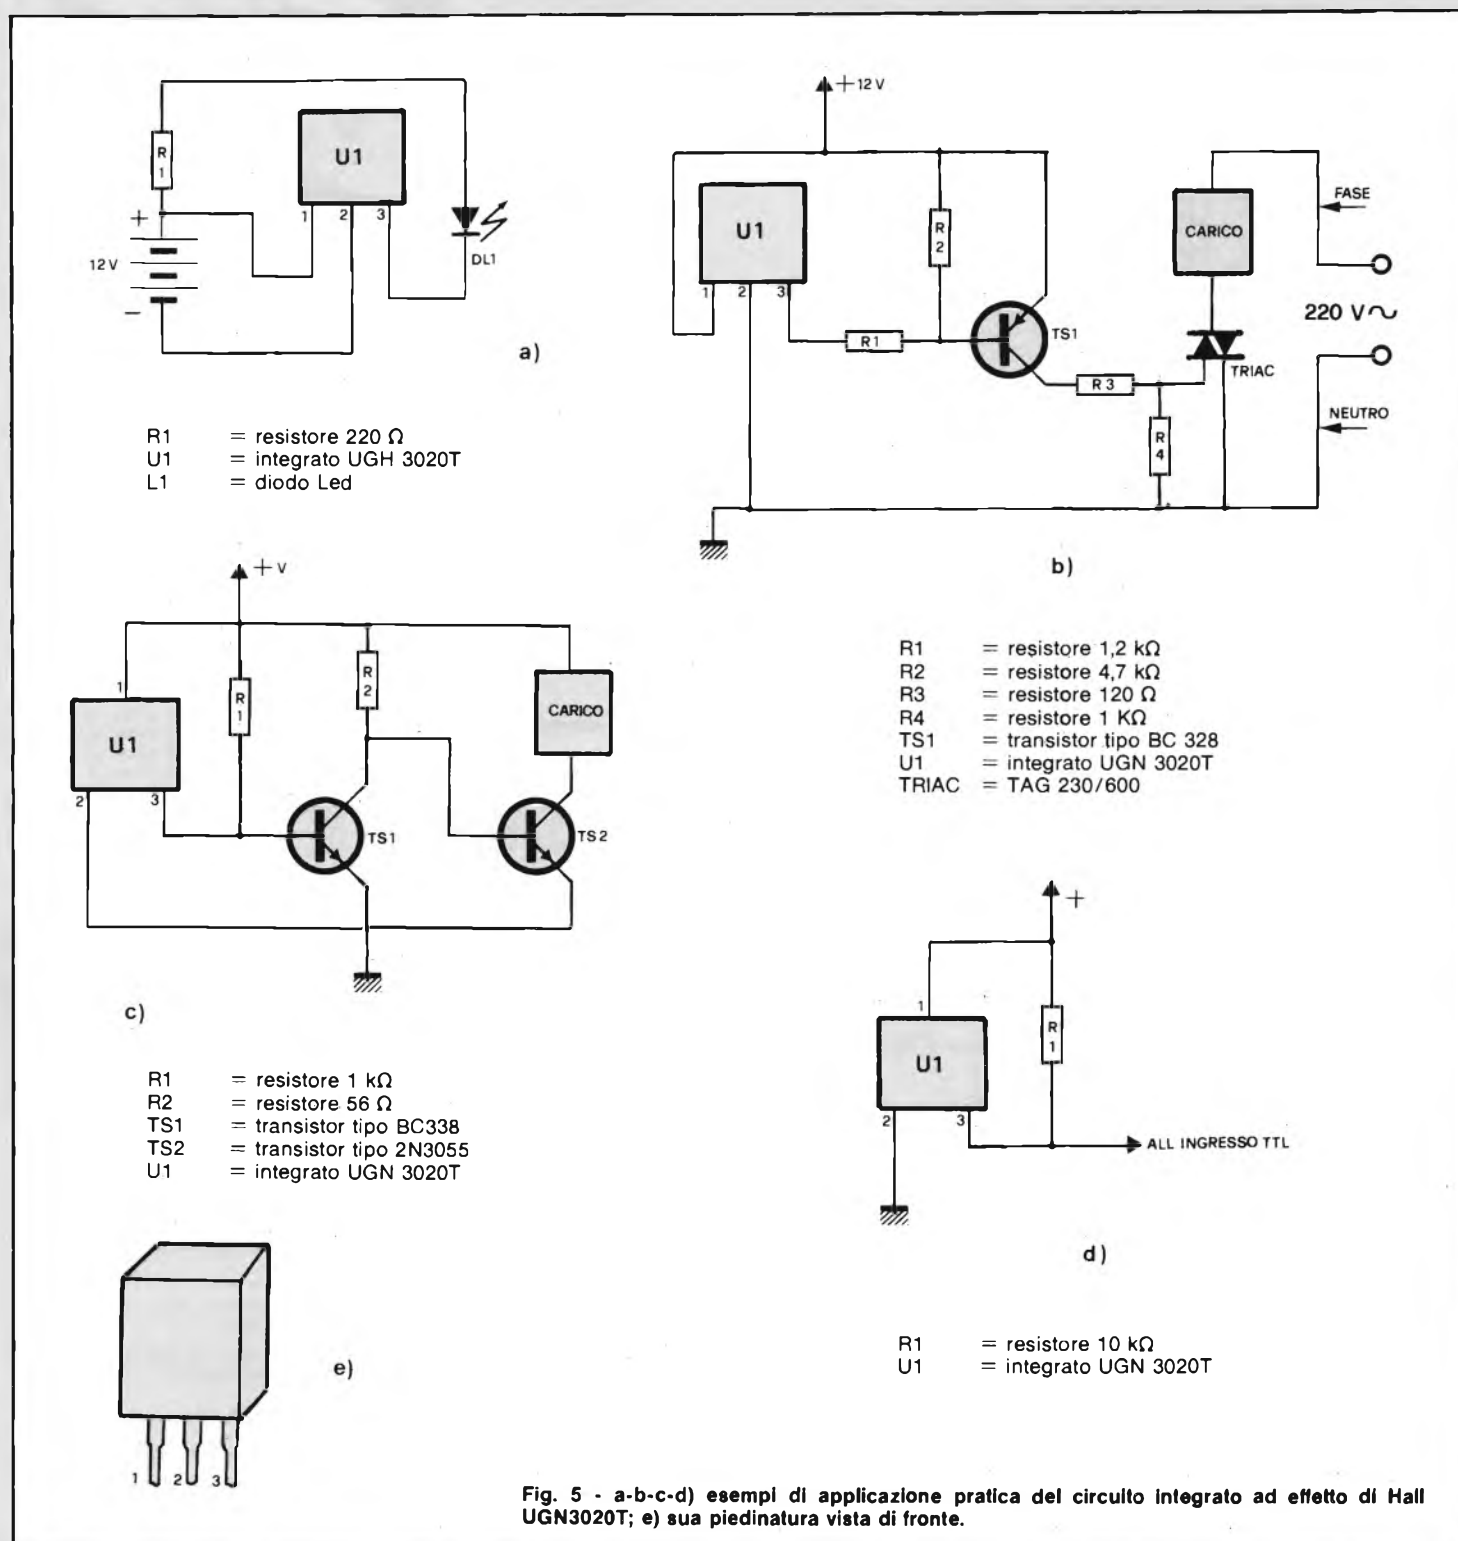 R
1
U1
1
2
3
+
12V
−
DL1
a)
R1 = resistore 220 Ω
U1 = integrato UGH 3020T
L1 = diodo Led
+12V
U1
1
2
3
R
2
R1
TS1
R3
R
4
CARICO
TRIAC
FASE
220 V~
NEUTRO
b)
R1 = resistore 1,2 kΩ
R2 = resistore 4,7 kΩ
R3 = resistore 120 Ω
R4 = resistore 1 KΩ
TS1 = transistor tipo BC 328
U1 = integrato UGN 3020T
TRIAC = TAG 230/600
+V
1
U1
2
3
R
1
R
2
TS1
CARICO
TS2
c)
R1 = resistore 1 kΩ
R2 = resistore 56 Ω
TS1 = transistor tipo BC338
TS2 = transistor tipo 2N3055
U1 = integrato UGN 3020T
+
1
U1
2
3
R
1
ALL INGRESSO TTL
d)
R1 = resistore 10 kΩ
U1 = integrato UGN 3020T
e)
1
2
3
Fig. 5 - a-b-c-d) esempi di applicazione pratica del circuito integrato ad effetto di Hall
UGN3020T; e) sua piedinatura vista di fronte.